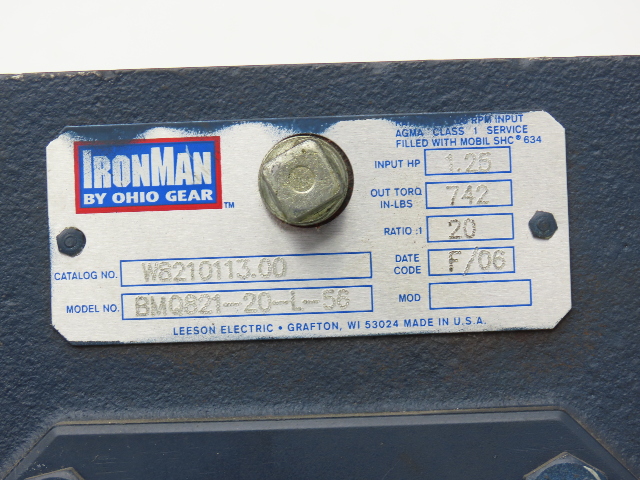 RPM INPUT
AGMA CLASS 1 SERVICE
FILLED WITH MOBIL SHC® 634
IRONMAN
BY OHIO GEAR™
INPUT HP 1.25
OUT TORQ IN-LBS 742
RATIO :1 20
DATE CODE F/06
MOD
CATALOG NO. W8210113.00
MODEL NO. BMQ821-20-L-56
LEESON ELECTRIC • GRAFTON, WI 53024 MADE IN U.S.A.